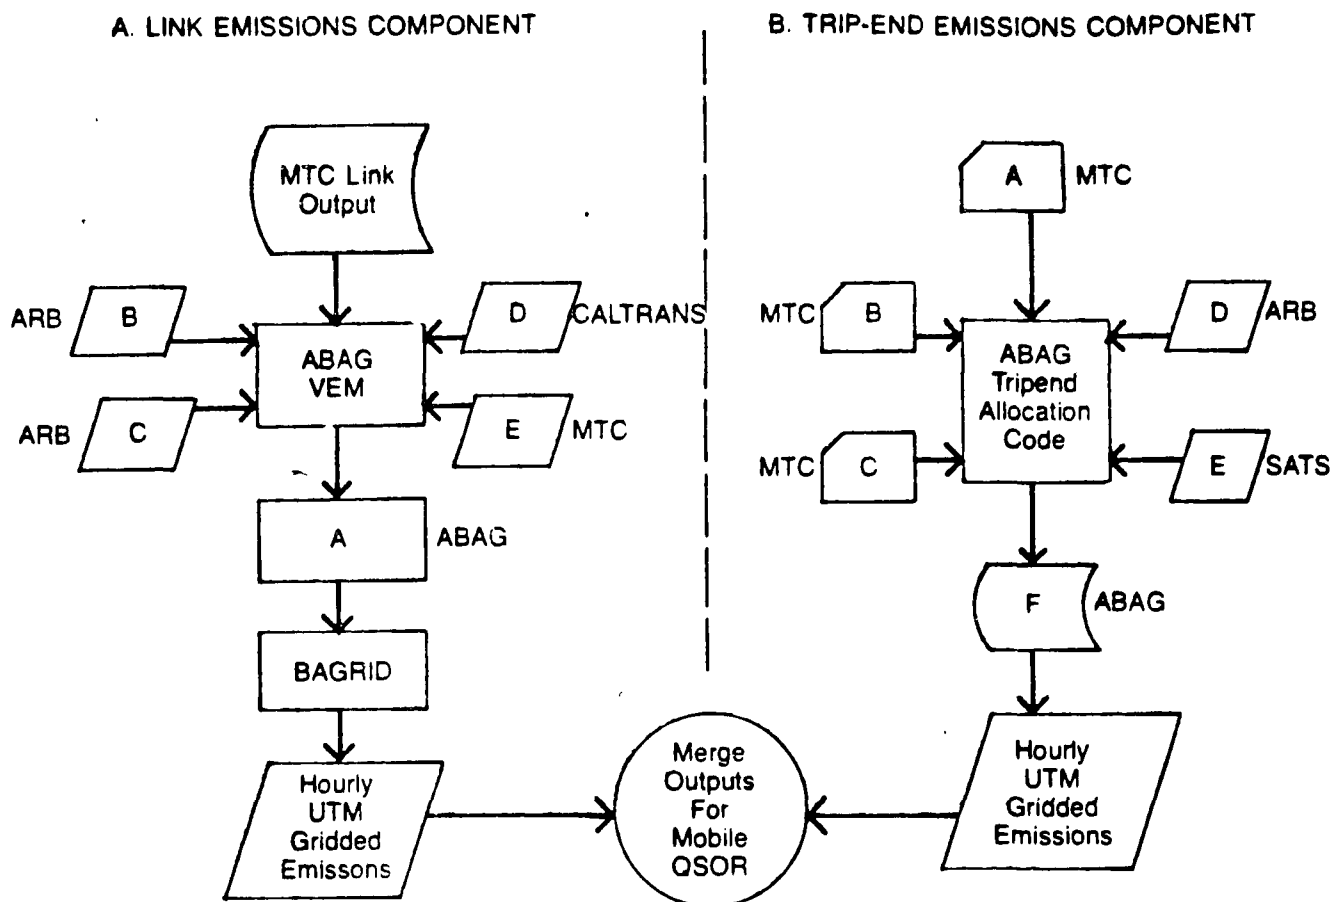 A. LINK EMISSIONS COMPONENT
MTC Link
Output
ARB
B
D
CALTRANS
ABAG
VEM
ARB
C
E
MTC
A
ABAG
BAGRID
Hourly
UTM
Gridded
Emissons
B. TRIP-END EMISSIONS COMPONENT
A
MTC
MTC
B
D
ARB
ABAG
Tripend
Allocation
Code
MTC
C
E
SATS
F
ABAG
Hourly
UTM
Gridded
Emissions
Merge
Outputs
For
Mobile
QSOR